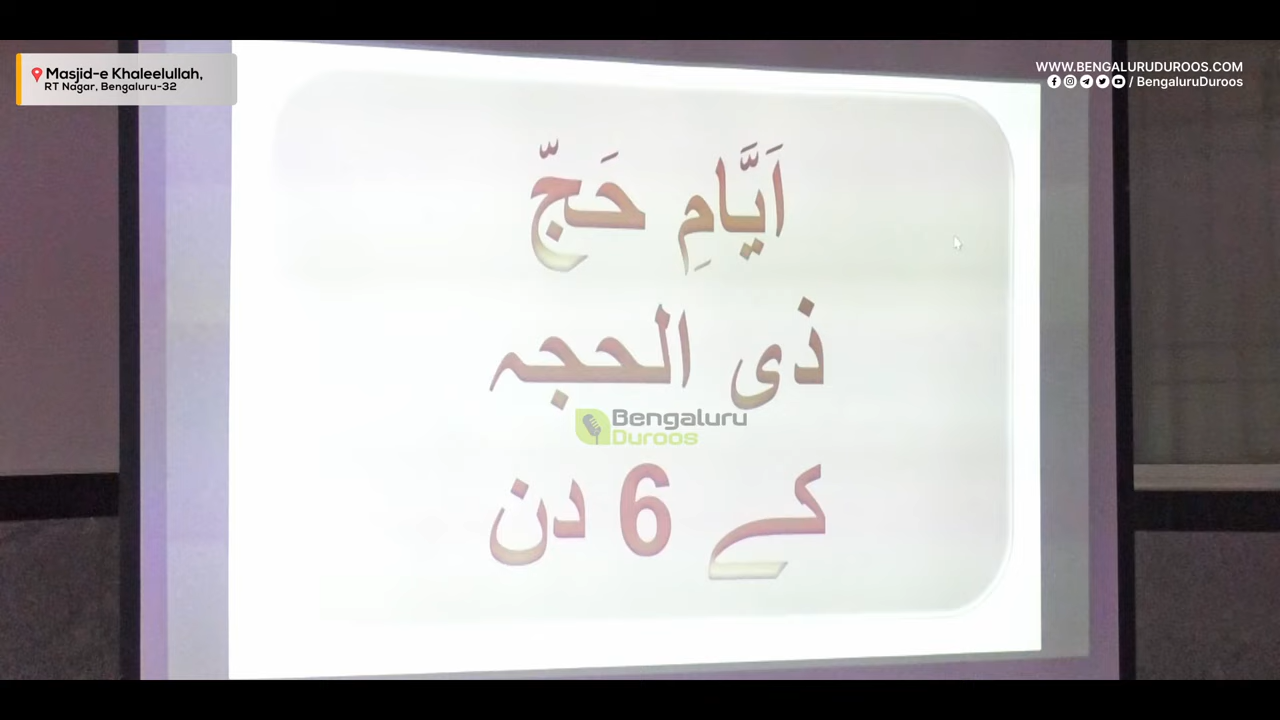 Masjid-e Khaleelullah,
RT Nagar, Bengaluru-32
WWW.BENGALURUDUROOS.COM
/ BengaluruDuroos
اَیَّامِ حَجّ
ذی الحجہ
Bengaluru
Duroos
کے 6 دن